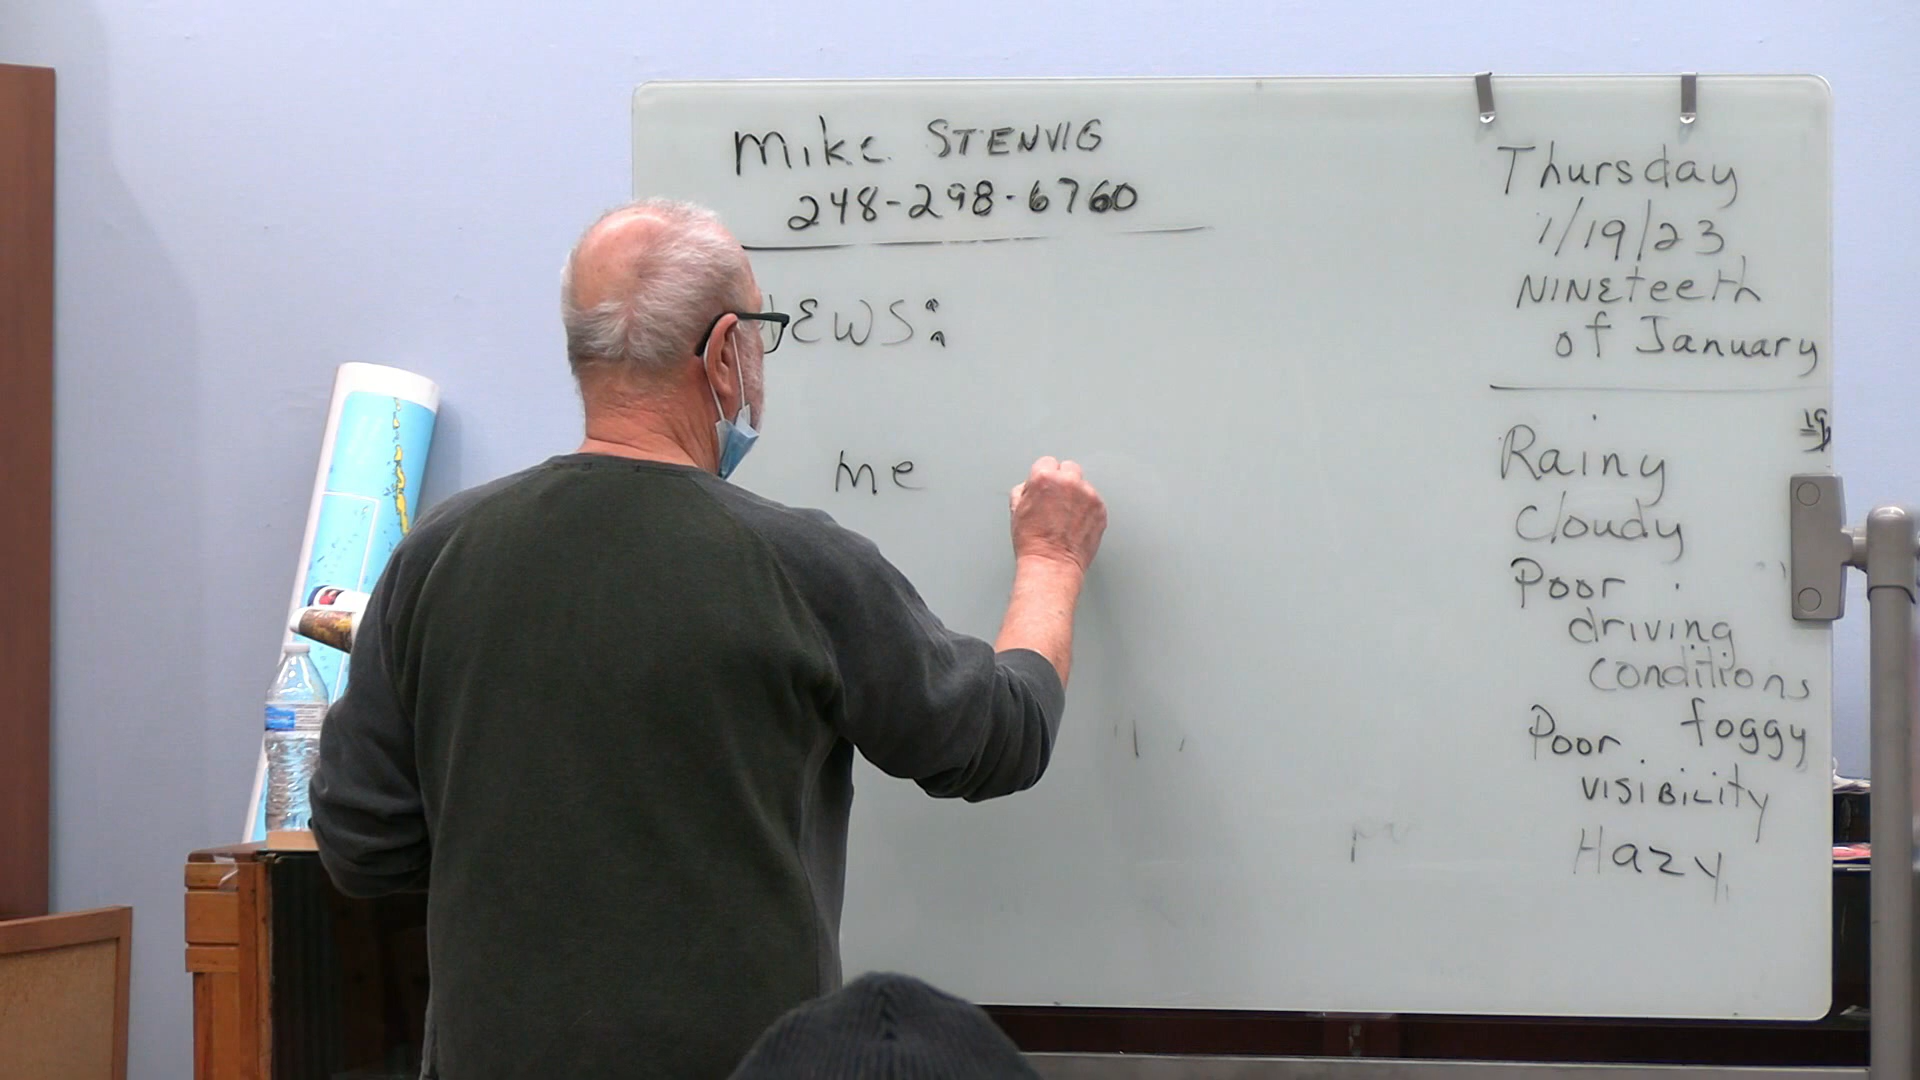 Mike STENVIG
248-298-6760
EWS:
me
Thursday
1/19/23
NINEteeth
of January
19
Rainy
Cloudy
Poor
driving
conditions
foggy
Poor
VISIBILITY
Hazy